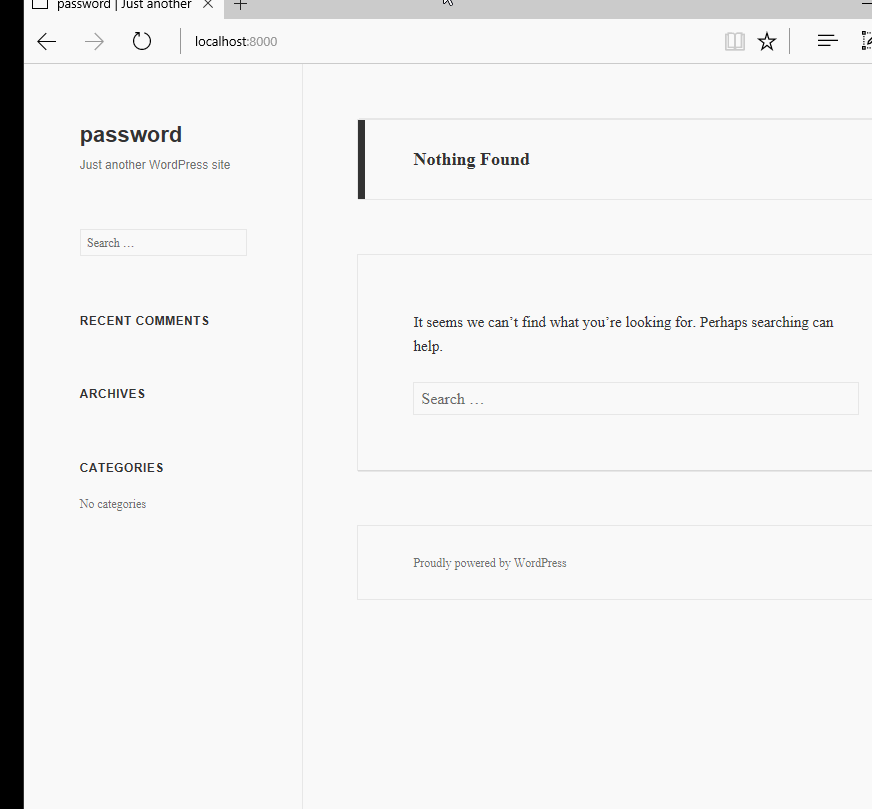 password | Just another
localhost:8000
password
Just another WordPress site
Search …
RECENT COMMENTS
ARCHIVES
CATEGORIES
No categories
Nothing Found
It seems we can’t find what you’re looking for. Perhaps searching can
help.
Search …
Proudly powered by WordPress